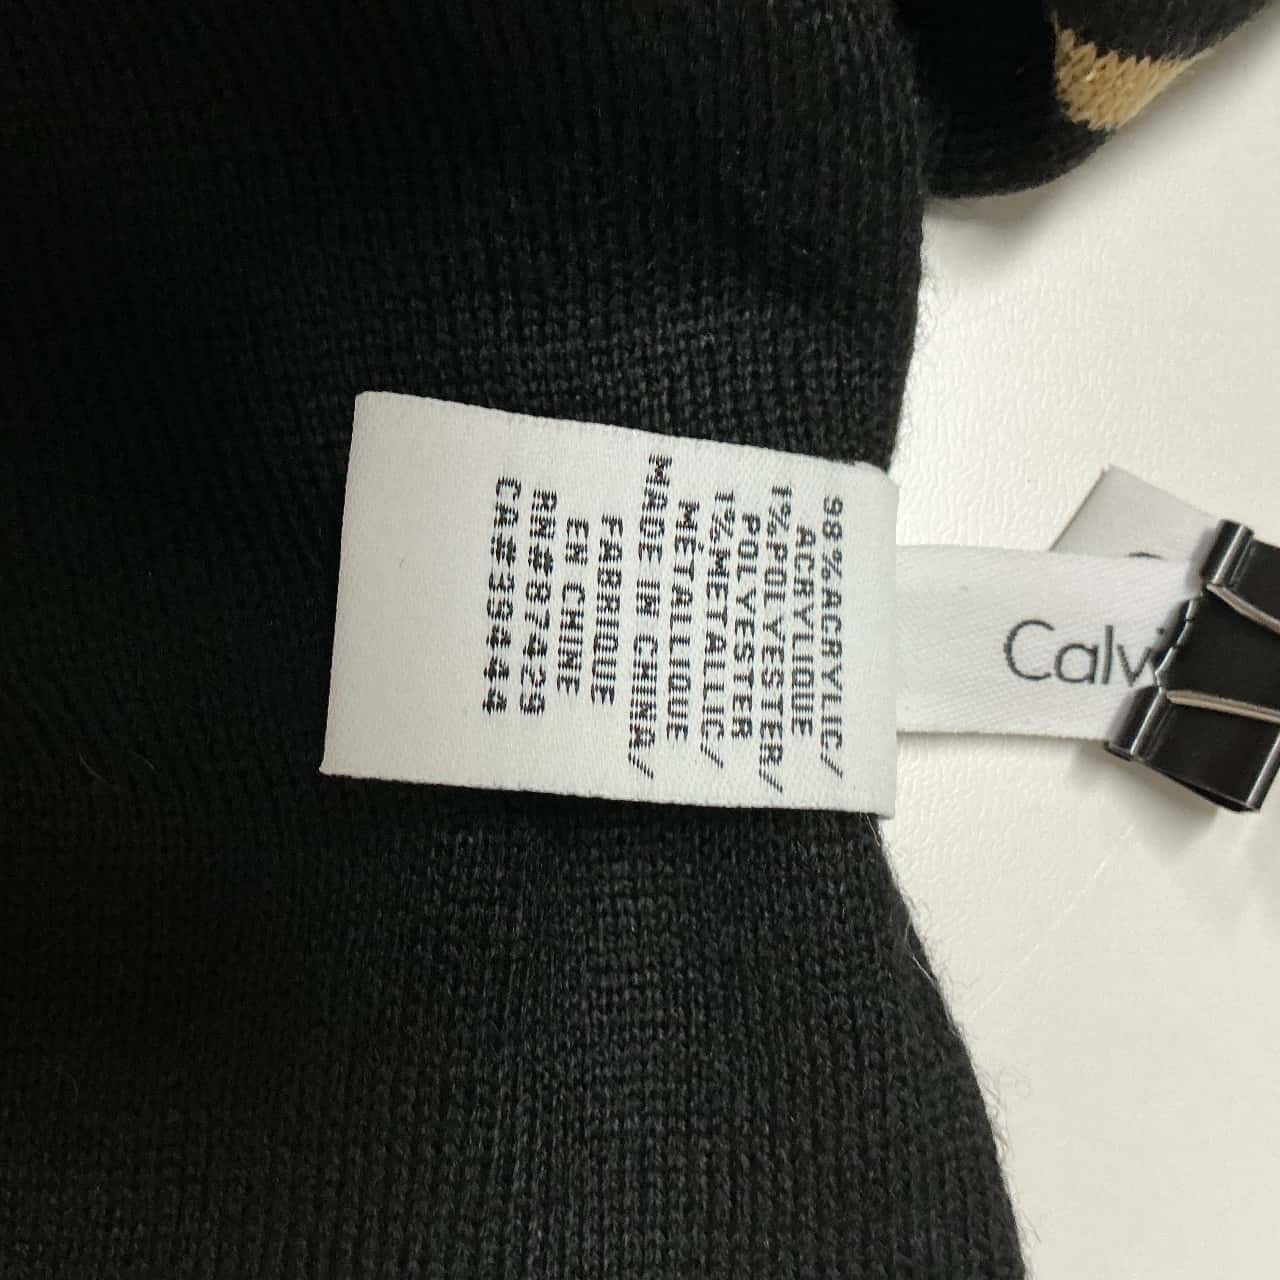 98%ACRYLIC/
ACRYLIQUE
1%POLYESTER/
POLYESTER
1%METALLIC/
MÉTALLIQUE
MADE IN CHINA/
FABRIQUE
EN CHINE
RN#87429
CA#39444
Calvi